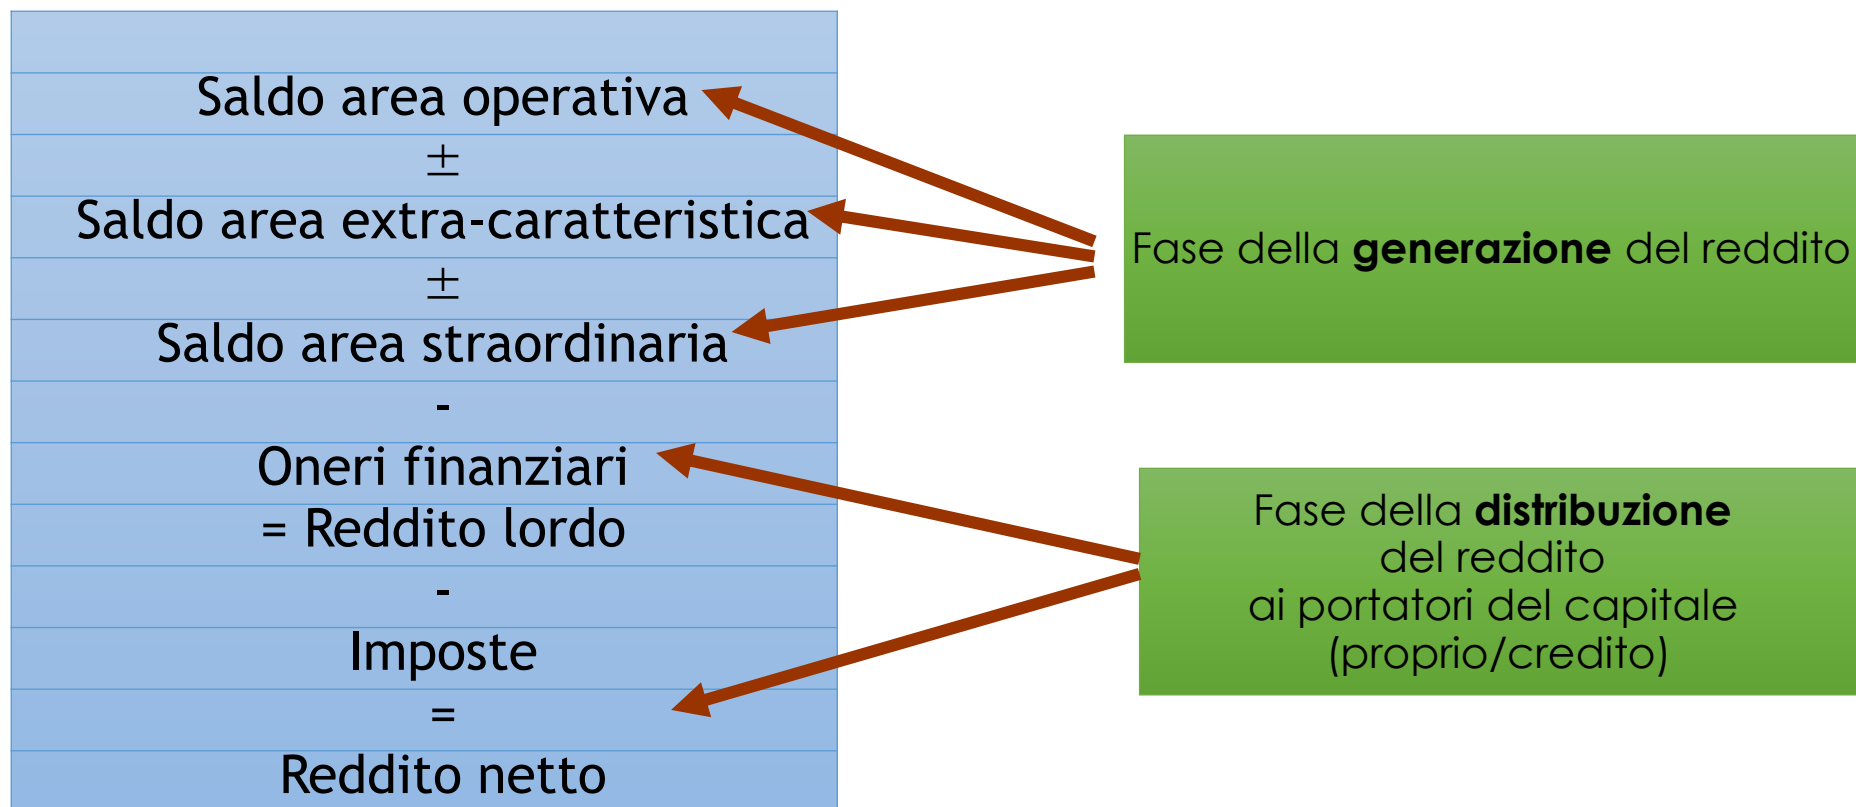 Saldo area operativa
±
Saldo area extra-caratteristica
±
Saldo area straordinaria
-
Oneri finanziari
= Reddito lordo
-
Imposte
=
Reddito netto
Fase della generazione del reddito
Fase della distribuzione
del reddito
ai portatori del capitale
(proprio/credito)